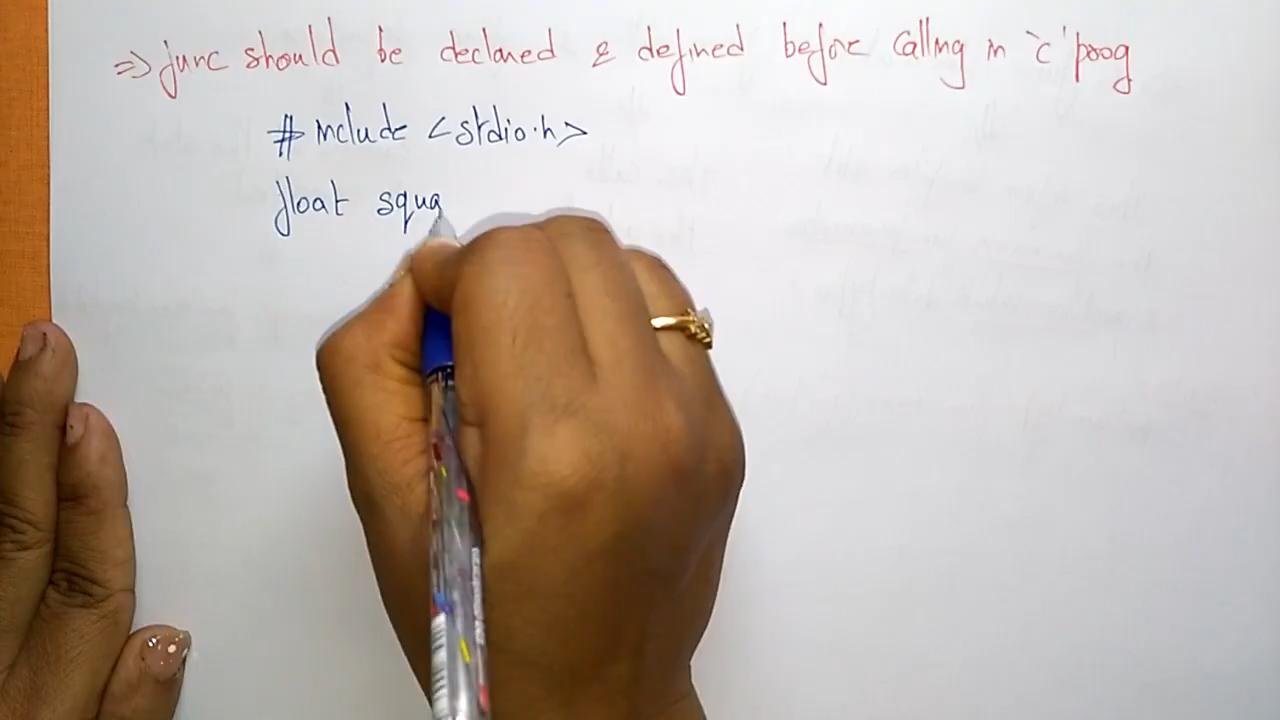 ⇒ func should be declared & defined before calling in 'c' prog
#include <stdio.h>
float squa